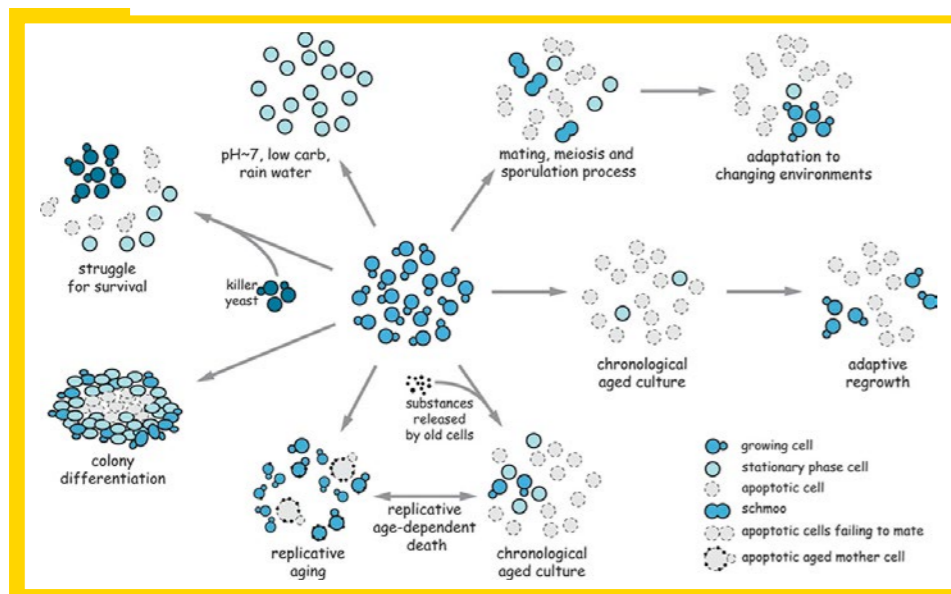 pH~7, low carb,
rain water
mating, meiosis and
sporulation process
adaptation to
changing environments
struggle
for survival
killer
yeast
chronological
aged culture
adaptive
regrowth
colony
differentiation
substances
released
by old cells
replicative
aging
replicative
age-dependent
death
chronological
aged culture
growing cell
stationary phase cell
apoptotic cell
schmoo
apoptotic cells failing to mate
apoptotic aged mother cell